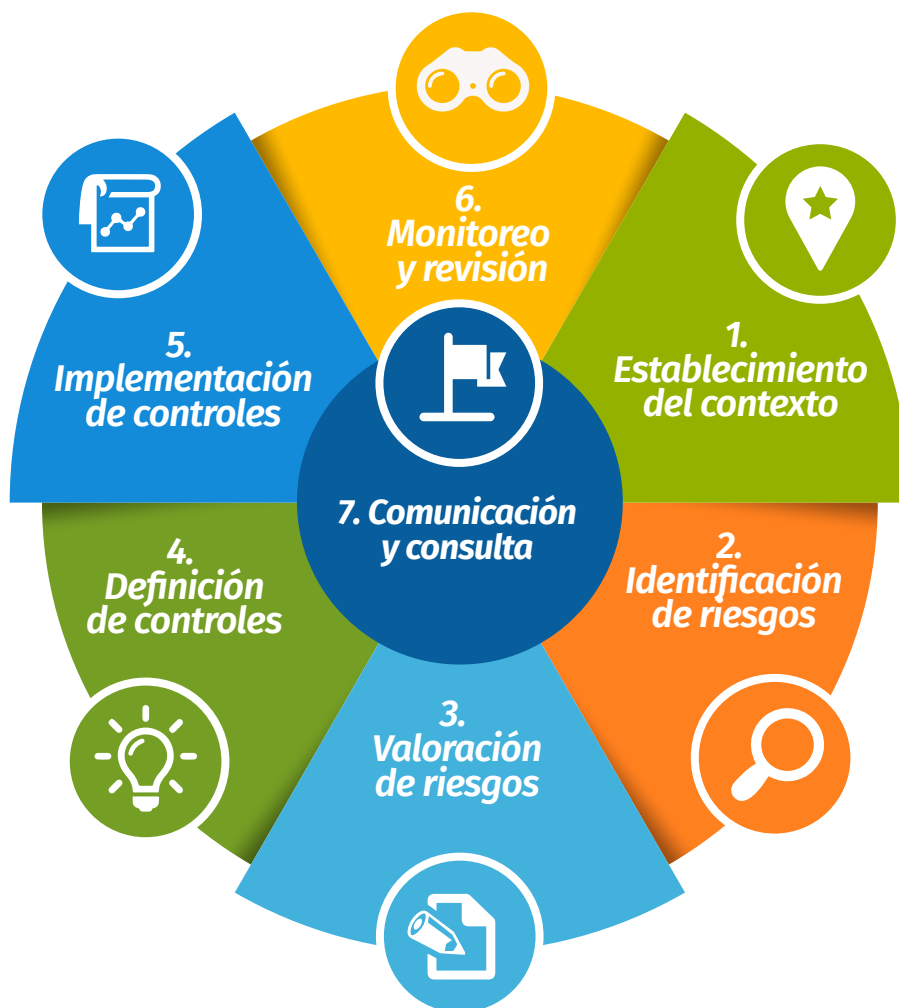 1.
Establecimiento
del contexto
2.
Identificación
de riesgos
3.
Valoración
de riesgos
4.
Definición
de controles
5.
Implementación
de controles
6.
Monitoreo
y revisión
7. Comunicación
y consulta